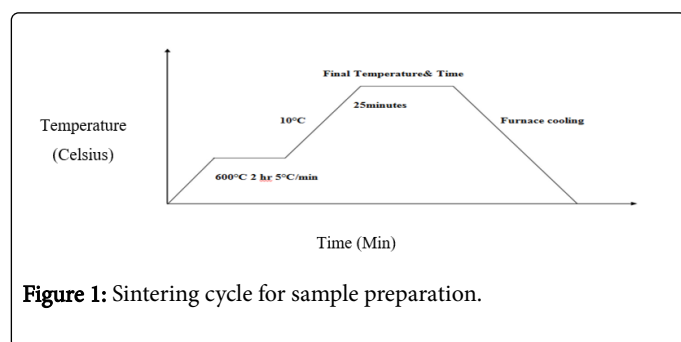 Final Temperature& Time
25minutes
Temperature
(Celsius)
10°C
Furnace cooling
600°C 2 hr 5°C/min
Time (Min)
Figure 1: Sintering cycle for sample preparation.